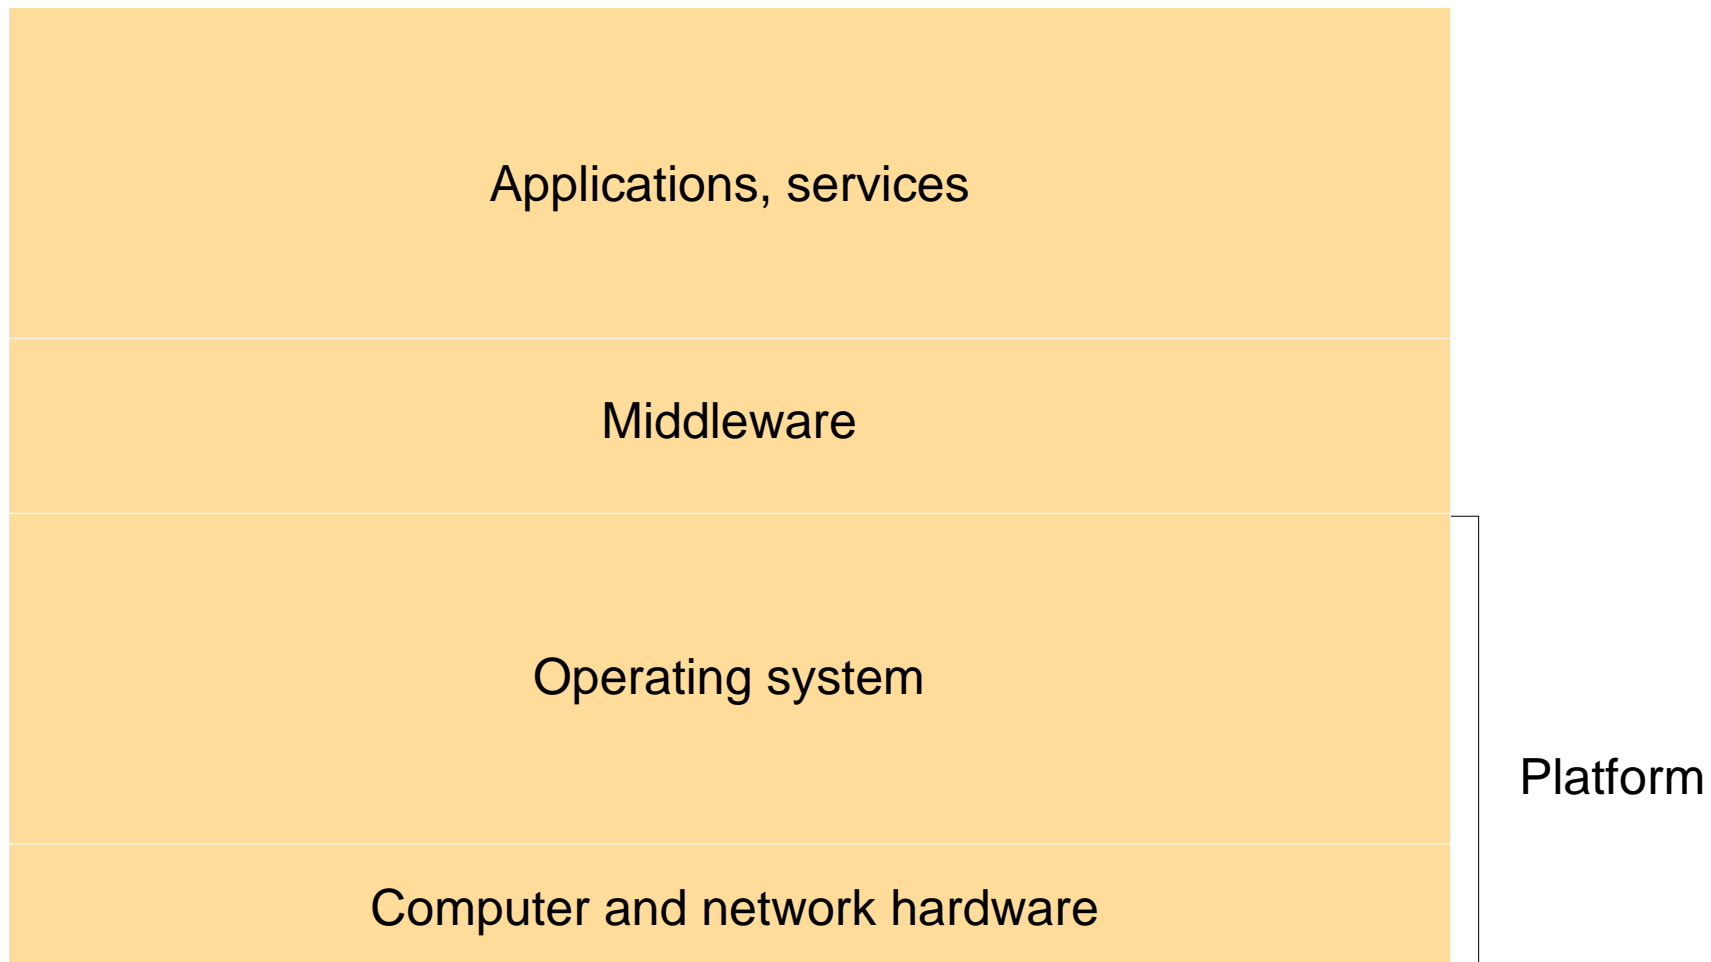 Applications, services
Middleware
Operating system
Platform
Computer and network hardware